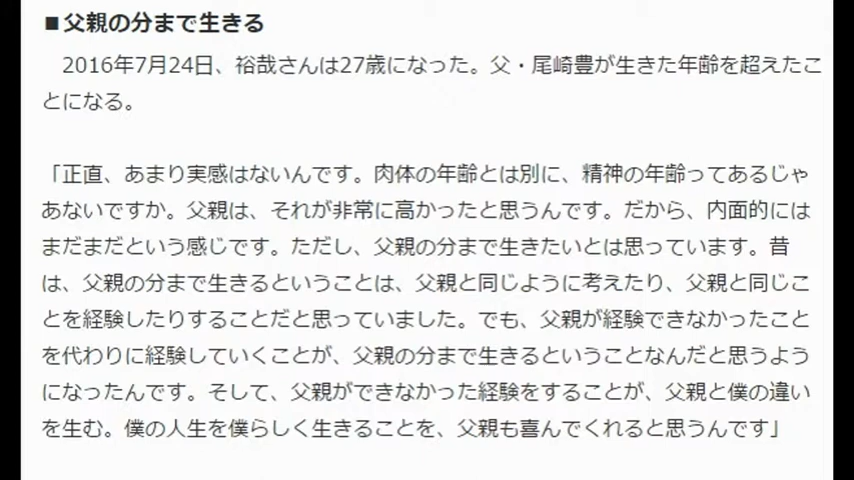 ■父親の分まで生きる
2016年7月24日、裕哉さんは27歳になった。父・尾崎豊が生きた年齢を超えたこ
とになる。
「正直、あまり実感はないんです。肉体の年齢とは別に、精神の年齢ってあるじゃ
あないですか。父親は、それが非常に高かったと思うんです。だから、内面的には
まだまだという感じです。ただし、父親の分まで生きたいとは思っています。昔
は、父親の分まで生きるということは、父親と同じように考えたり、父親と同じこ
とを経験したりすることだと思っていました。でも、父親が経験できなかったこと
を代わりに経験していくことが、父親の分まで生きるということなんだと思うよう
になったんです。そして、父親ができなかった経験をすることが、父親と僕の違い
を生む。僕の人生を僕らしく生きることを、父親も喜んでくれると思うんです」